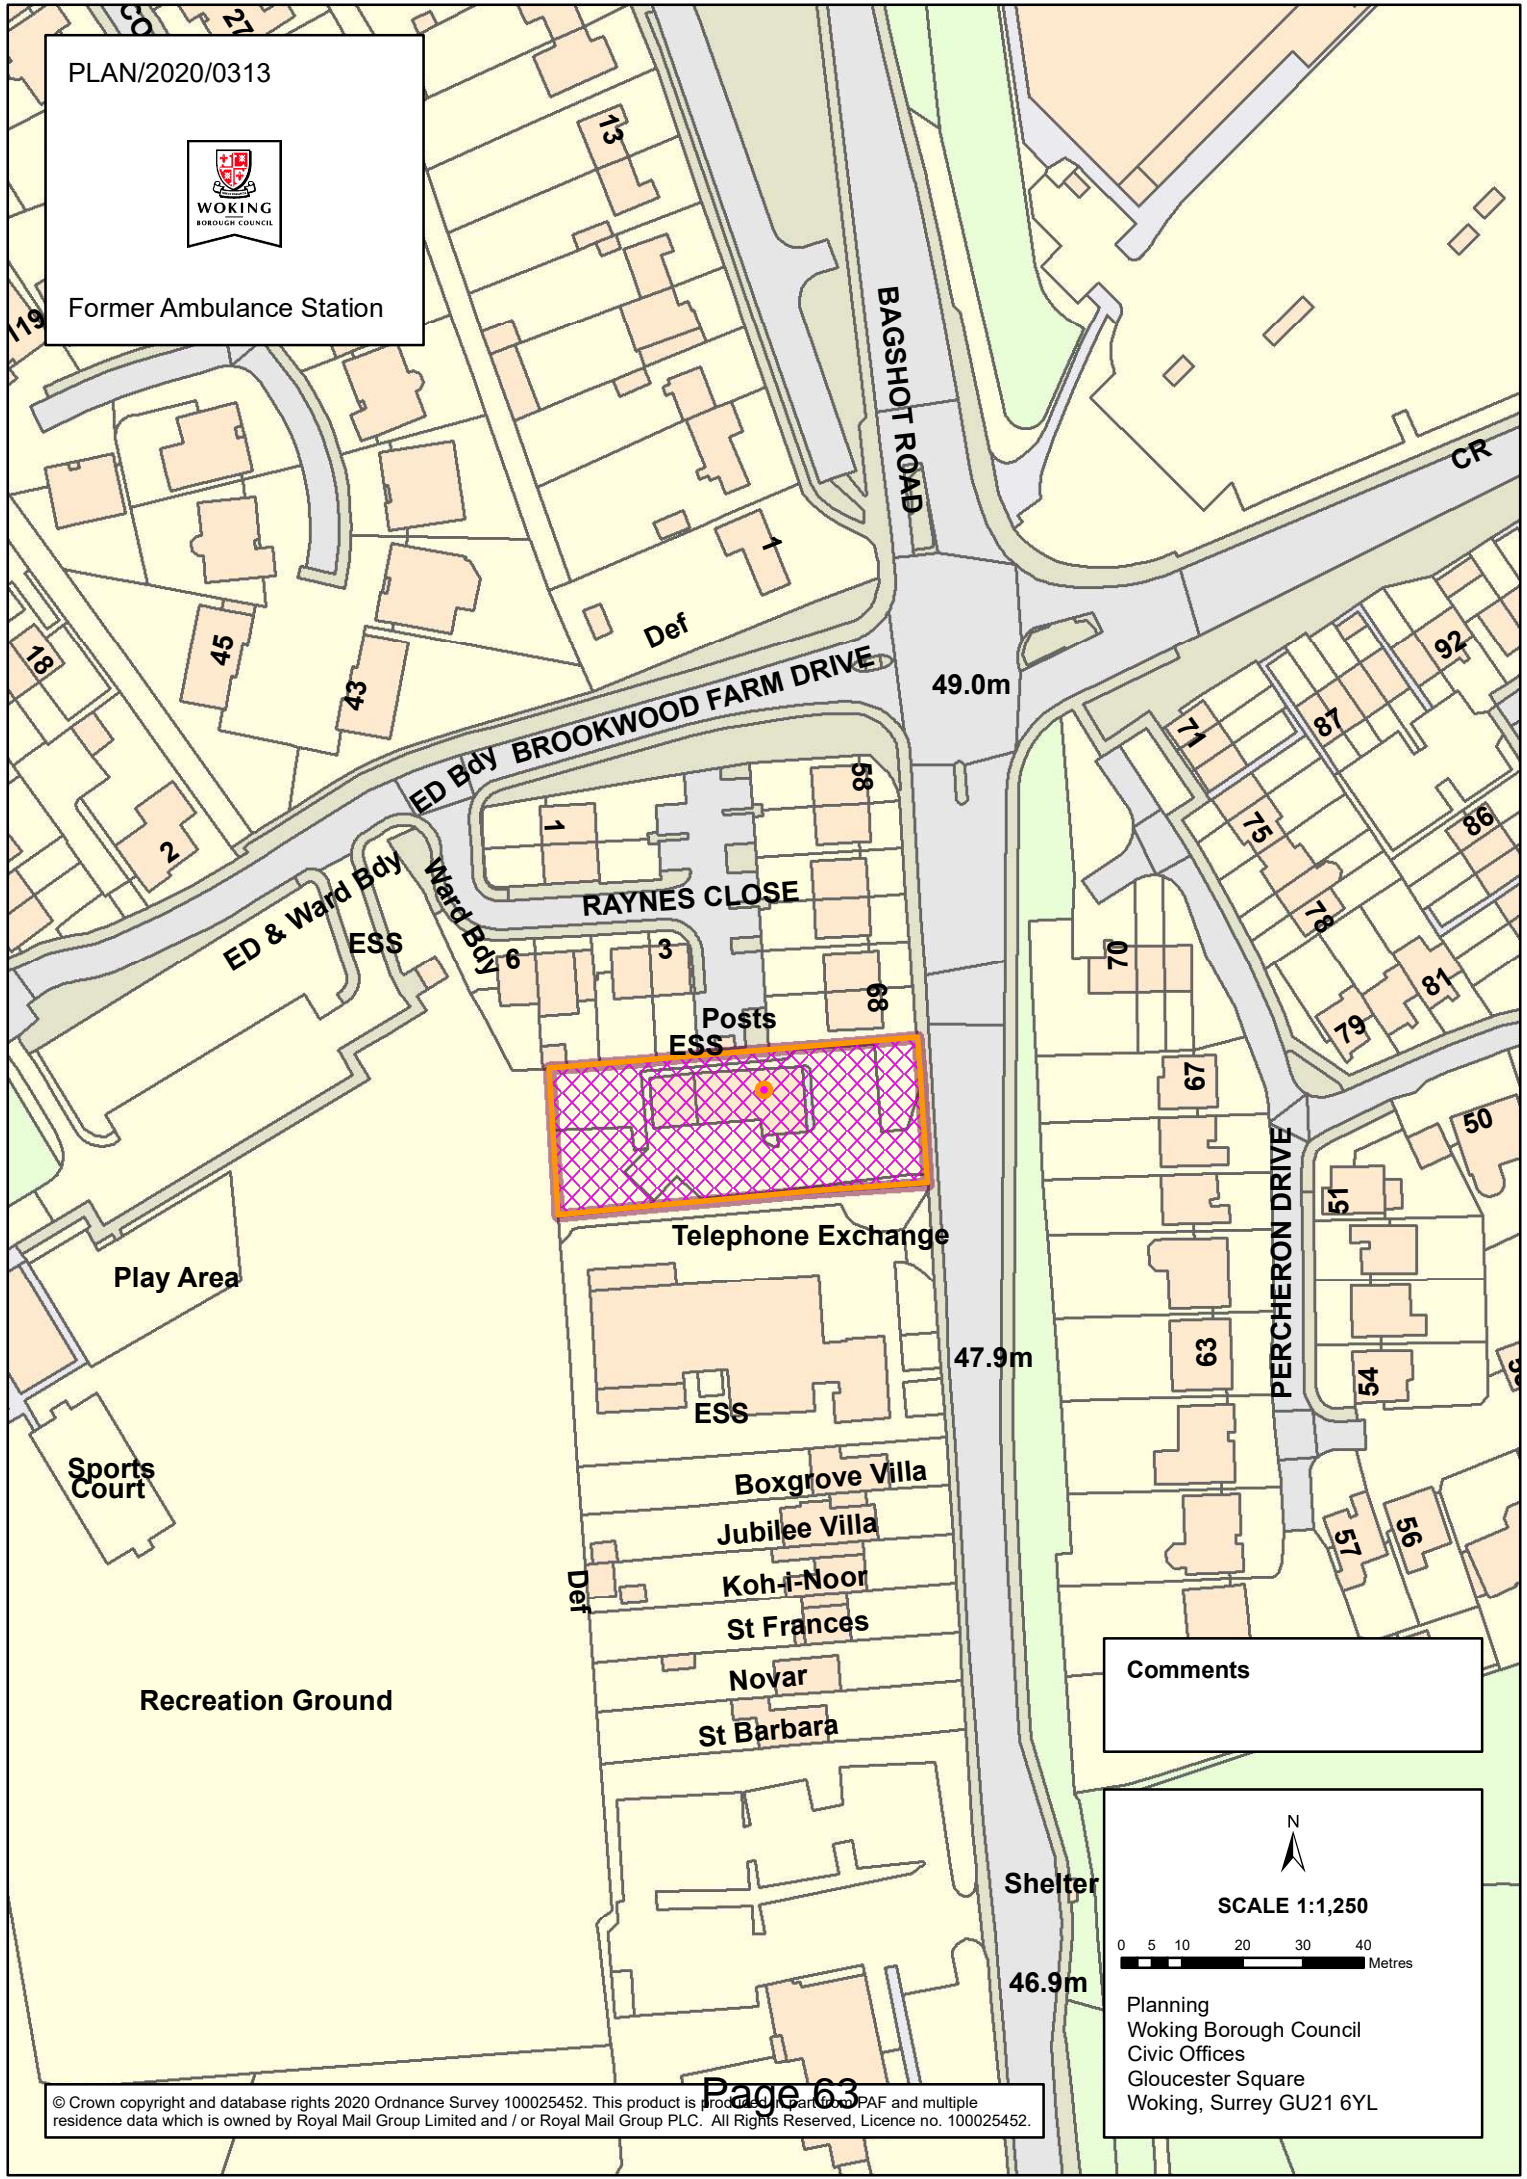 PLAN/2020/0313
WOKING
BOROUGH COUNCIL
Former Ambulance Station
CO
27
119
13
BAGSHOT ROAD
CR
1
Def
45
43
18
2
BROOKWOOD FARM DRIVE
49.0m
ED Bdy
ED & Ward Bdy
Ward Bdy
ESS
1
58
RAYNES CLOSE
6
3
68
Posts
ESS
71
87
92
75
86
78
70
81
79
67
50
51
PERCHERON DRIVE
63
54
57
56
Telephone Exchange
Play Area
47.9m
ESS
Sports
Court
Boxgrove Villa
Jubilee Villa
Koh-i-Noor
Def
St Frances
Novar
St Barbara
Recreation Ground
Shelter
46.9m
Comments
N
SCALE 1:1,250
0 5 10 20 30 40
Metres
Planning
Woking Borough Council
Civic Offices
Gloucester Square
Woking, Surrey GU21 6YL
Page 63
© Crown copyright and database rights 2020 Ordnance Survey 100025452. This product is produced in part from PAF and multiple
residence data which is owned by Royal Mail Group Limited and / or Royal Mail Group PLC. All Rights Reserved, Licence no. 100025452.